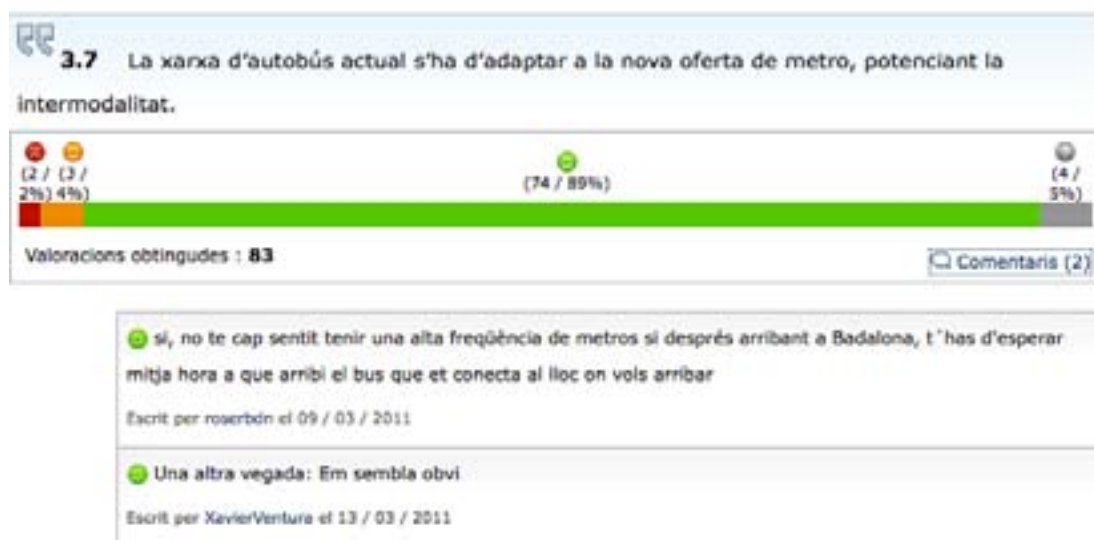 3.7 La xarxa d'autobús actual s'ha d'adaptar a la nova oferta de metro, potenciant la
intermodalitat.
(2 / 2%) (3 / 4%) (74 / 89%) (4 / 5%)
Valoracions obtingudes : 83
Comentaris (2)
si, no te cap sentit tenir una alta freqüència de metros si després arribant a Badalona, t´has d'esperar
mitja hora a que arribi el bus que et conecta al lloc on vols arribar
Escrit per roserbdn el 09 / 03 / 2011
Una altra vegada: Em sembla obvi
Escrit per XavierVentura el 13 / 03 / 2011